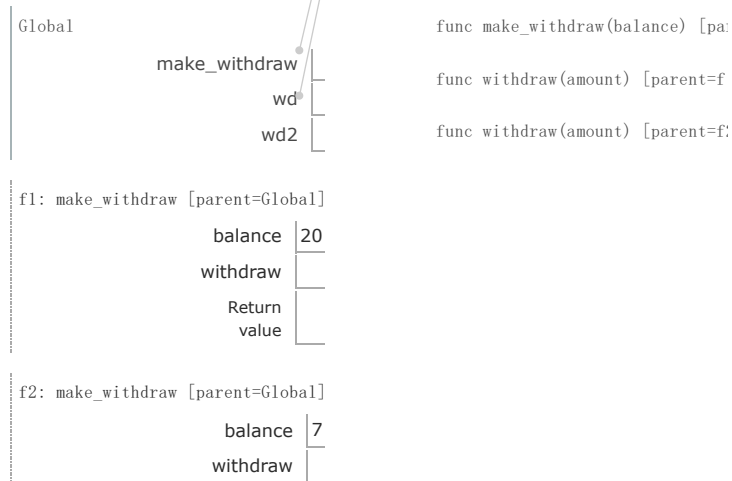 Global
make_withdraw
wd
wd2
func make_withdraw(balance)
func withdraw(amount) [parent=f
func withdraw(amount) [parent=f2
f1: make_withdraw [parent=Global]
balance 20
withdraw
Return
value
f2: make_withdraw [parent=Global]
balance 7
withdraw